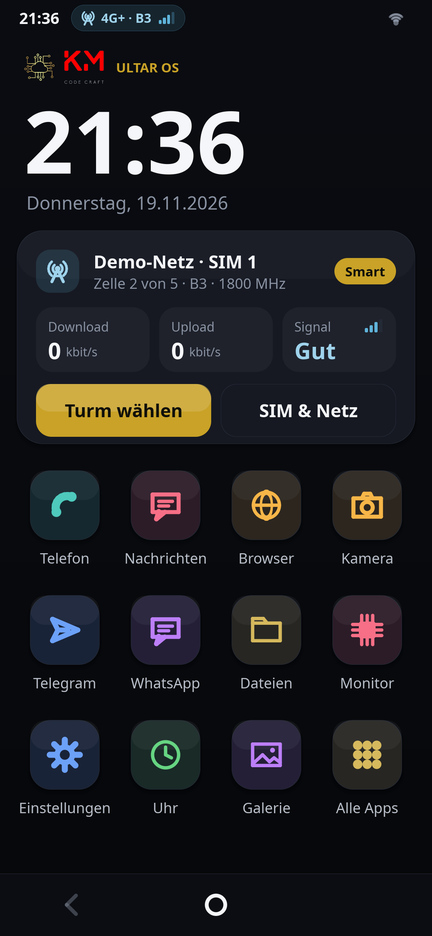 21:36 4G+ · B3
KM
CODE CRAFT
ULTAR OS
21:36
Donnerstag, 19.11.2026
Demo-Netz · SIM 1
Zelle 2 von 5 · B3 · 1800 MHz
Smart
Download Upload Signal
0 kbit/s 0 kbit/s Gut
Turm wählen SIM & Netz
Telefon Nachrichten Browser Kamera
Telegram WhatsApp Dateien Monitor
Einstellungen Uhr Galerie Alle Apps